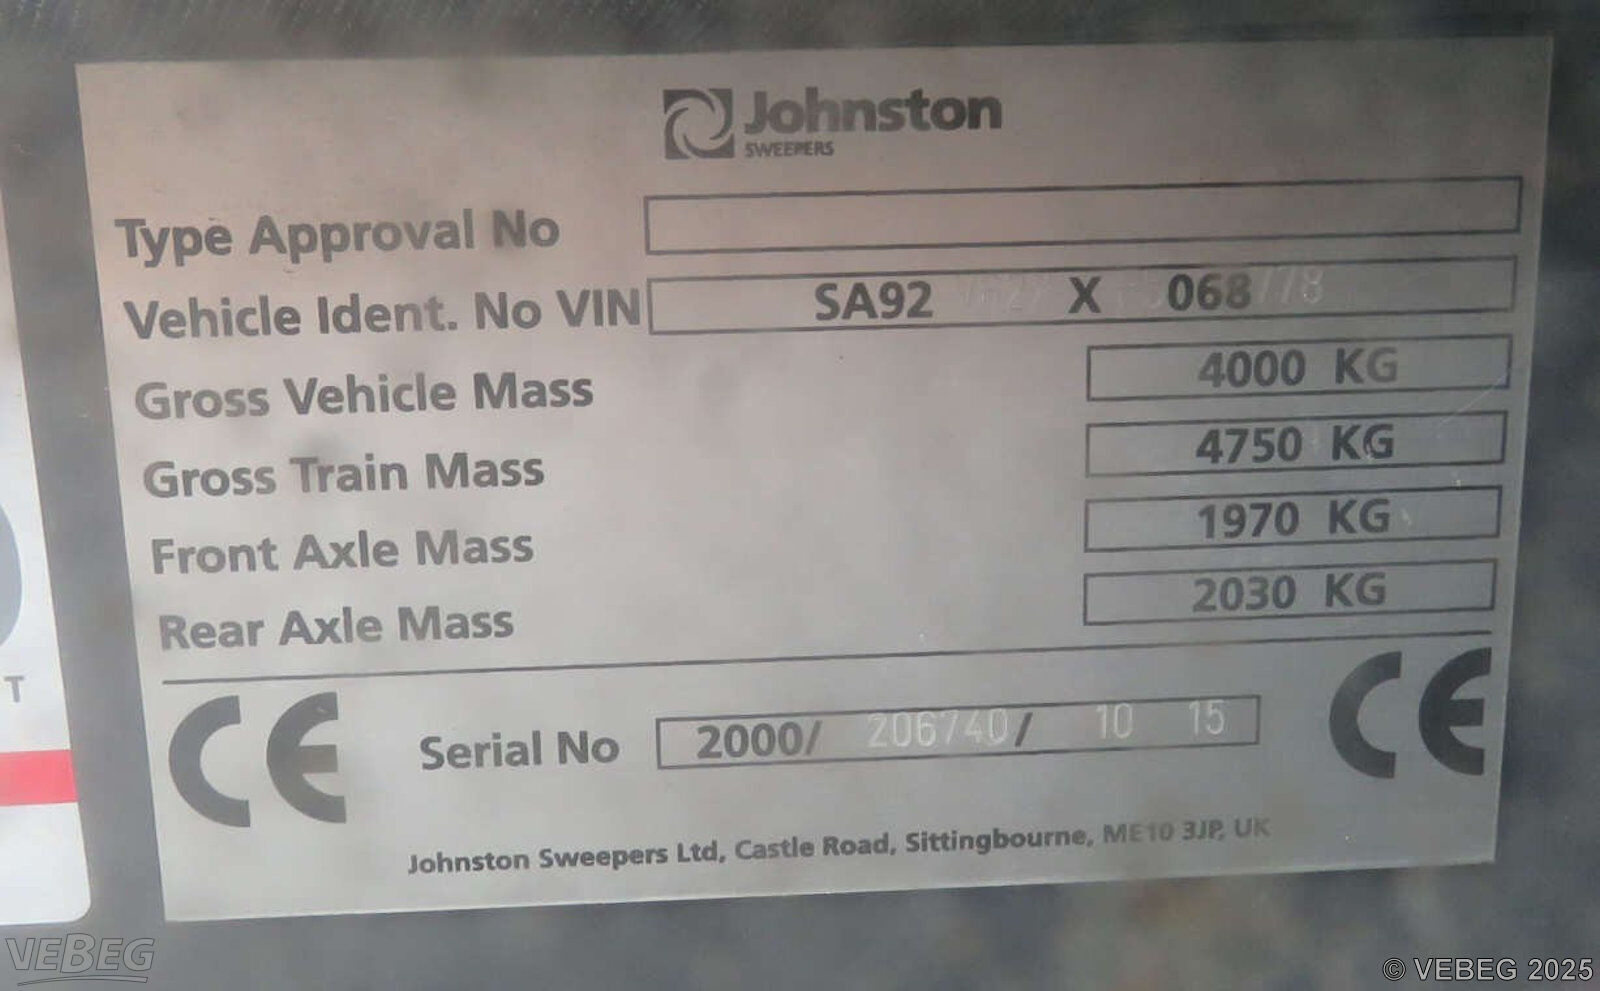 Johnston
SWEEPERS
Type Approval No
Vehicle Ident. No VIN SA92 X 068
Gross Vehicle Mass 4000 KG
Gross Train Mass 4750 KG
Front Axle Mass 1970 KG
Rear Axle Mass 2030 KG
CE Serial No 2000/ 206740/ 10 15 CE
Johnston Sweepers Ltd, Castle Road, Sittingbourne, ME10 3JP, UK
T
VEBEG
© VEBEG 2025